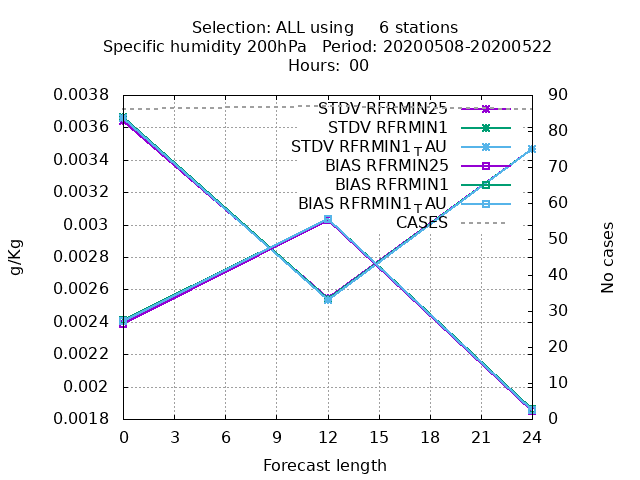 Selection: ALL using 6 stations
Specific humidity 200hPa Period: 20200508-20200522
Hours: 00
0.0038
0.0036
0.0034
0.0032
0.003
0.0028
0.0026
0.0024
0.0022
0.002
0.0018
g/Kg
STDV RFRMIN25
STDV RFRMIN1
STDV RFRMIN1TAU
BIAS RFRMIN25
BIAS RFRMIN1
BIAS RFRMIN1TAU
CASES
90
80
70
60
50
40
30
20
10
0
No cases
0 3 6 9 12 15 18 21 24
Forecast length